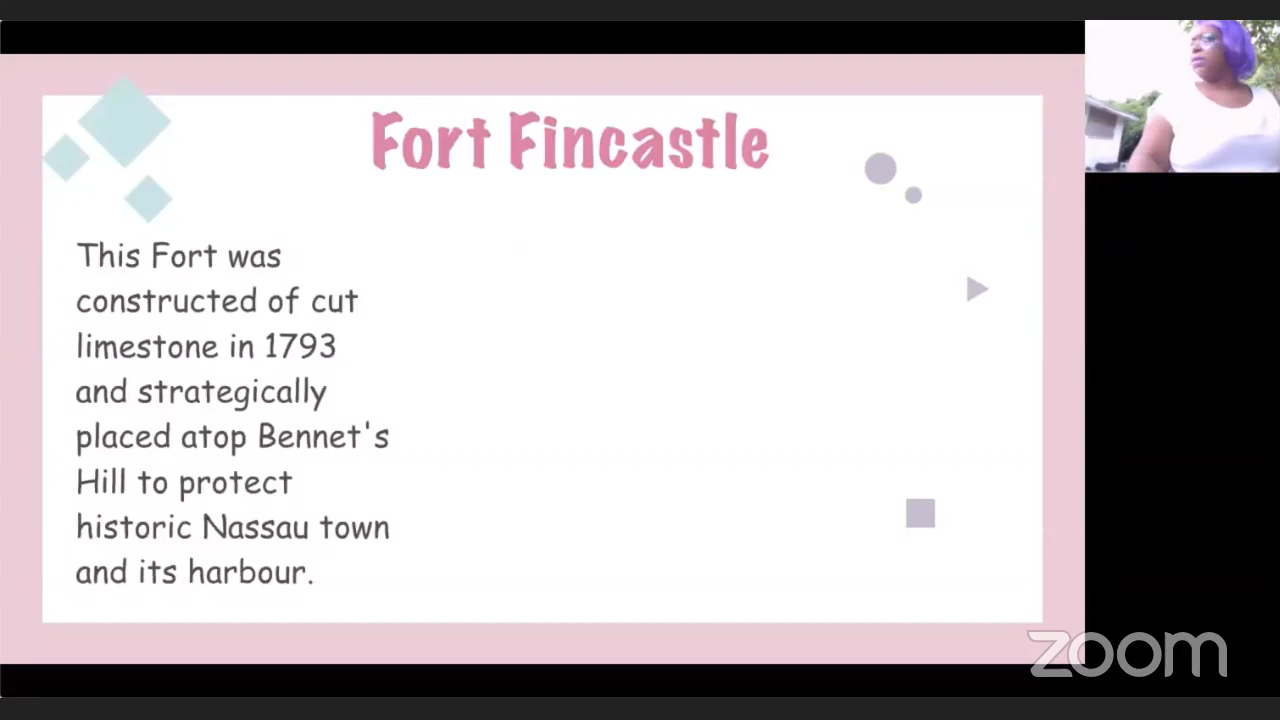 Fort Fincastle
This Fort was
constructed of cut
limestone in 1793
and strategically
placed atop Bennet's
Hill to protect
historic Nassau town
and its harbour.
zoom